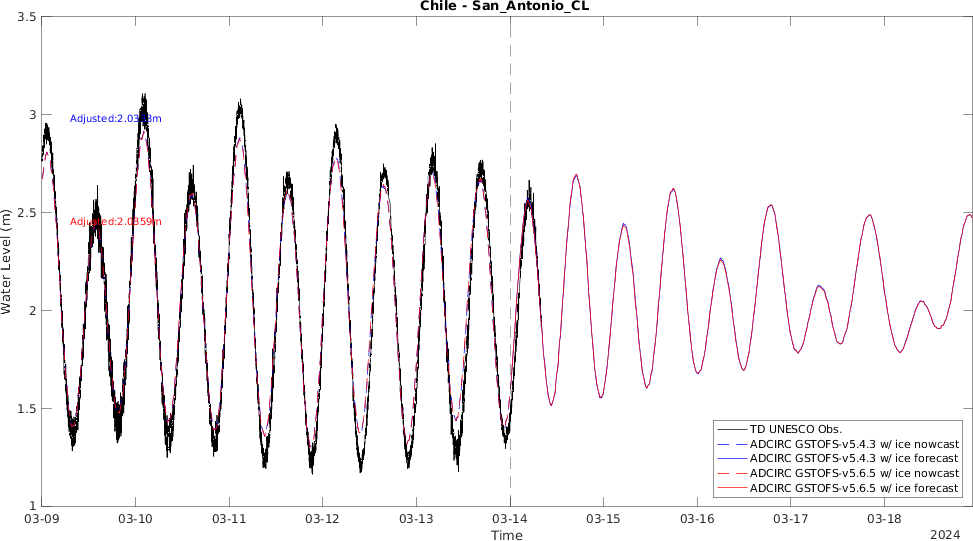 Chile - San_Antonio_CL
3.5
3
2.5
2
1.5
1
Water Level (m)
Adjusted:2.0359m
03-09
03-10
03-11
03-12
03-13
03-14
03-15
03-16
03-17
03-18
Time
2024
TD UNESCO Obs.
ADCIRC GSTOFS-v5.4.3 w/ ice nowcast
ADCIRC GSTOFS-v5.4.3 w/ ice forecast
ADCIRC GSTOFS-v5.6.5 w/ ice nowcast
ADCIRC GSTOFS-v5.6.5 w/ ice forecast